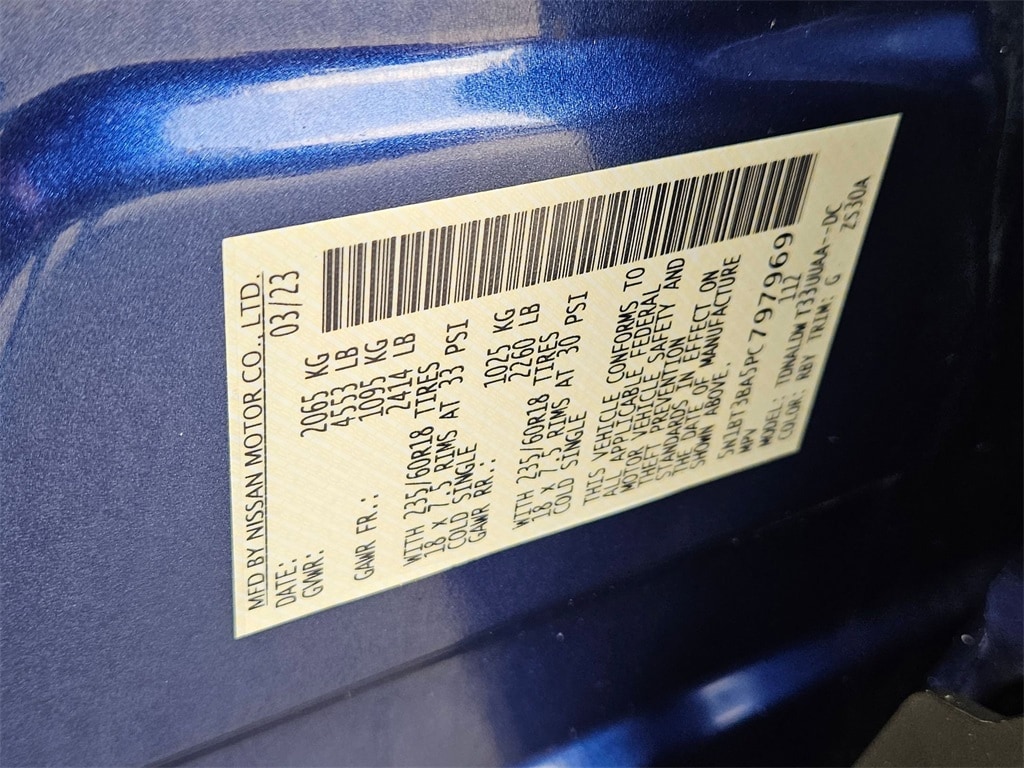 MFD BY NISSAN MOTOR CO., LTD.
DATE: 03/23
GVWR: 2065 KG
4553 LB
GAWR FR.: 1095 KG
2414 LB
WITH 235/60R18 TIRES
18 x 7.5 RIMS AT 33 PSI
COLD SINGLE
GAWR RR.: 1025 KG
2260 LB
WITH 235/60R18 TIRES
18 x 7.5 RIMS AT 30 PSI
COLD SINGLE
THIS VEHICLE CONFORMS TO
ALL APPLICABLE FEDERAL
MOTOR VEHICLE SAFETY AND
THEFT PREVENTION
STANDARDS IN EFFECT ON
THE DATE OF MANUFACTURE
SHOWN ABOVE.
5N1BT3BA5PC797969
MPV 112
MODEL: TDNALDW T33UUAA--DC
COLOR: RBY TRIM: G ZS30A